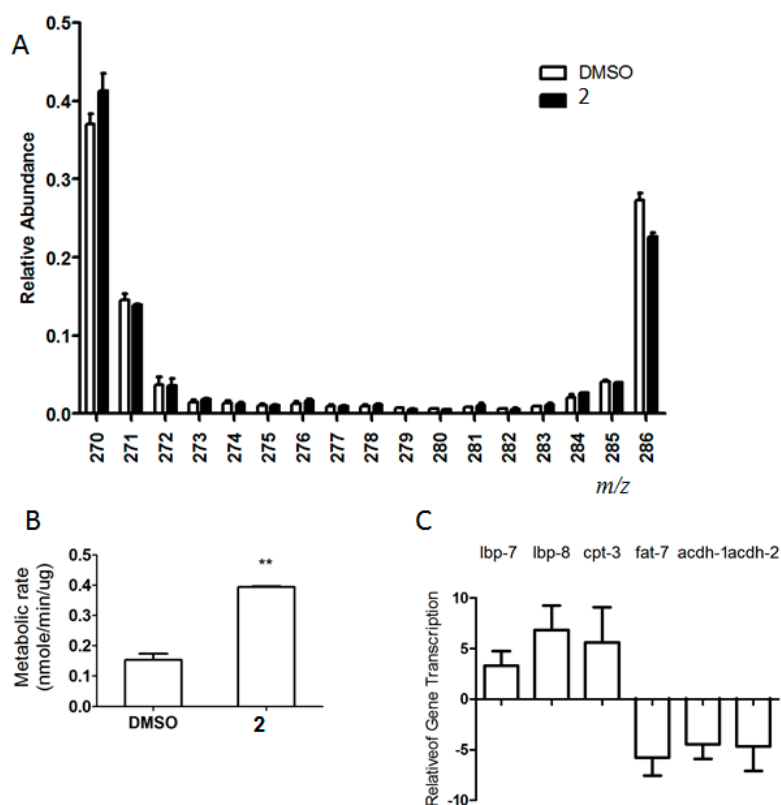 A
0.5
0.4
0.3
0.2
0.1
0.0
Relative Abundance
DMSO
2
270 271 272 273 274 275 276 277 278 279 280 281 282 283 284 285 286
m/z
B
0.5
0.4
0.3
0.2
0.1
0.0
Metabolic rate
(nmole/min/ug)
**
DMSO 2
C
lbp-7 lbp-8 cpt-3 fat-7 acdh-1acdh-2
10
5
0
-5
-10
Relativeof Gene Transcription